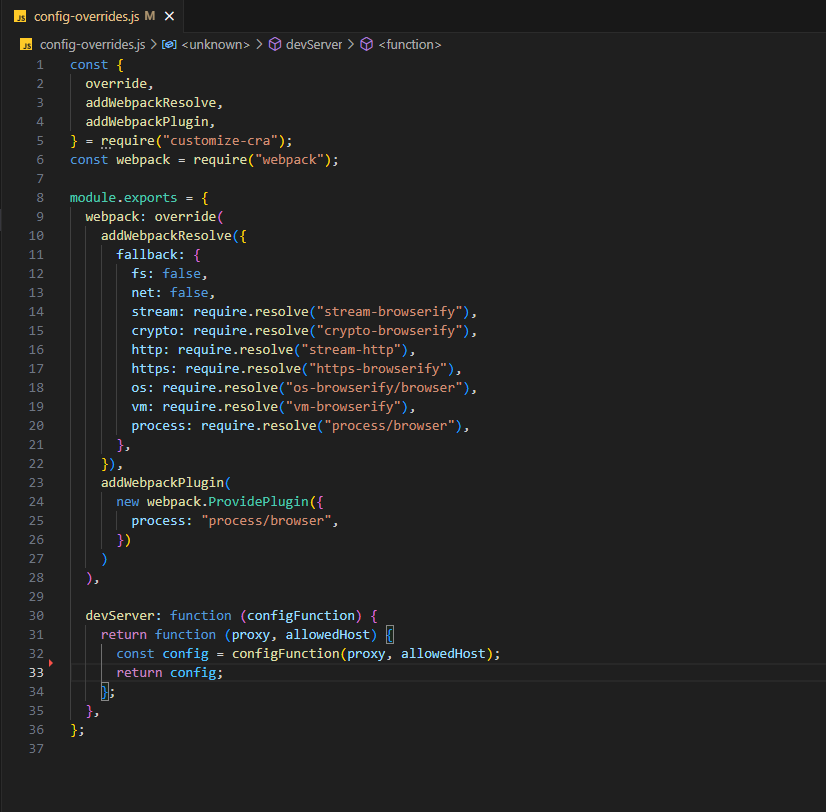 JS config-overrides.js M ×
JS config-overrides.js > <unknown> > devServer > <function>
1 const {
2   override,
3   addWebpackResolve,
4   addWebpackPlugin,
5 } = require("customize-cra");
6 const webpack = require("webpack");
7
8 module.exports = {
9   webpack: override(
10     addWebpackResolve({
11       fallback: {
12         fs: false,
13         net: false,
14         stream: require.resolve("stream-browserify"),
15         crypto: require.resolve("crypto-browserify"),
16         http: require.resolve("stream-http"),
17         https: require.resolve("https-browserify"),
18         os: require.resolve("os-browserify/browser"),
19         vm: require.resolve("vm-browserify"),
20         process: require.resolve("process/browser"),
21       },
22     }),
23     addWebpackPlugin(
24       new webpack.ProvidePlugin({
25         process: "process/browser",
26       })
27     )
28   ),
29
30   devServer: function (configFunction) {
31     return function (proxy, allowedHost) {
32       const config = configFunction(proxy, allowedHost);
33       return config;
34     };
35   },
36 };
37